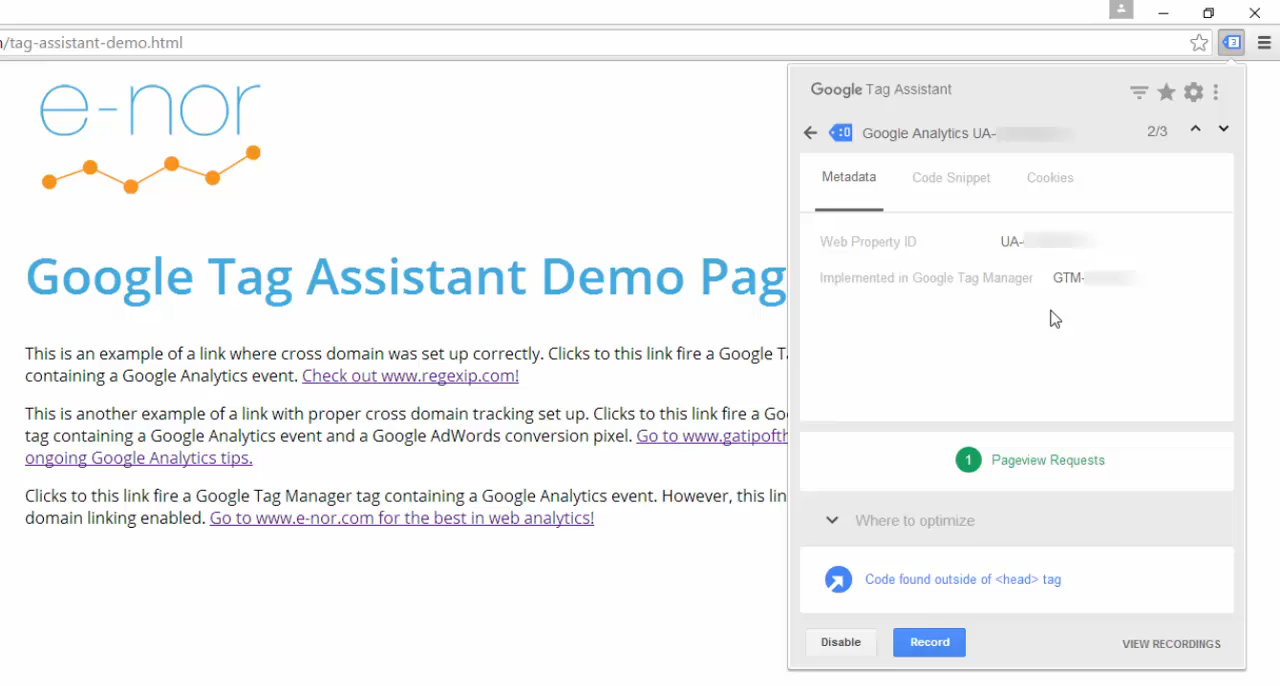 /tag-assistant-demo.html
3
e-nor
Google Tag Assistant Demo Pag
This is an example of a link where cross domain was set up correctly. Clicks to this link fire a Google T
containing a Google Analytics event. Check out www.regexip.com!
This is another example of a link with proper cross domain tracking set up. Clicks to this link fire a Go
tag containing a Google Analytics event and a Google AdWords conversion pixel. Go to www.gatipofth
ongoing Google Analytics tips.
Clicks to this link fire a Google Tag Manager tag containing a Google Analytics event. However, this lin
domain linking enabled. Go to www.e-nor.com for the best in web analytics!
Google Tag Assistant
:0 Google Analytics UA- 2/3
Metadata Code Snippet Cookies
Web Property ID UA-
Implemented in Google Tag Manager GTM-
1 Pageview Requests
Where to optimize
Code found outside of <head> tag
Disable Record VIEW RECORDINGS